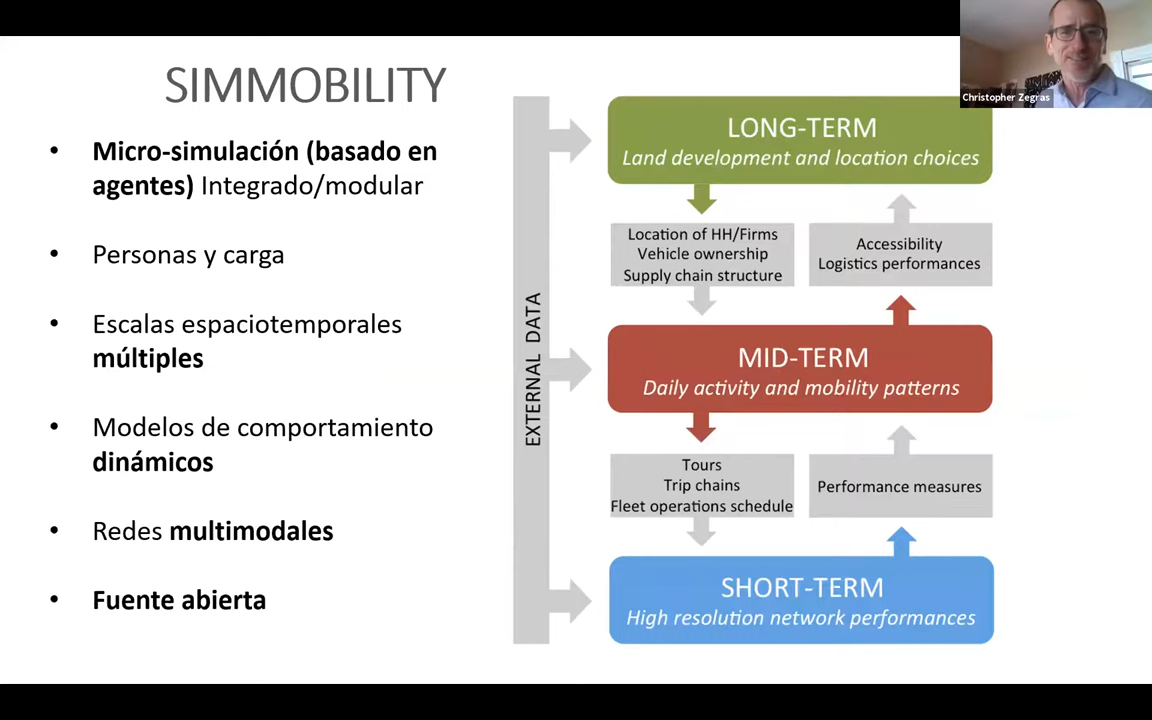 SIMMOBILITY
• Micro-simulación (basado en
agentes) Integrado/modular
• Personas y carga
• Escalas espaciotemporales
múltiples
• Modelos de comportamiento
dinámicos
• Redes multimodales
• Fuente abierta
EXTERNAL DATA
LONG-TERM
Land development and location choices
Location of HH/Firms
Vehicle ownership
Supply chain structure
Accessibility
Logistics performances
MID-TERM
Daily activity and mobility patterns
Tours
Trip chains
Fleet operations schedule
Performance measures
SHORT-TERM
High resolution network performances
Christopher Zegras